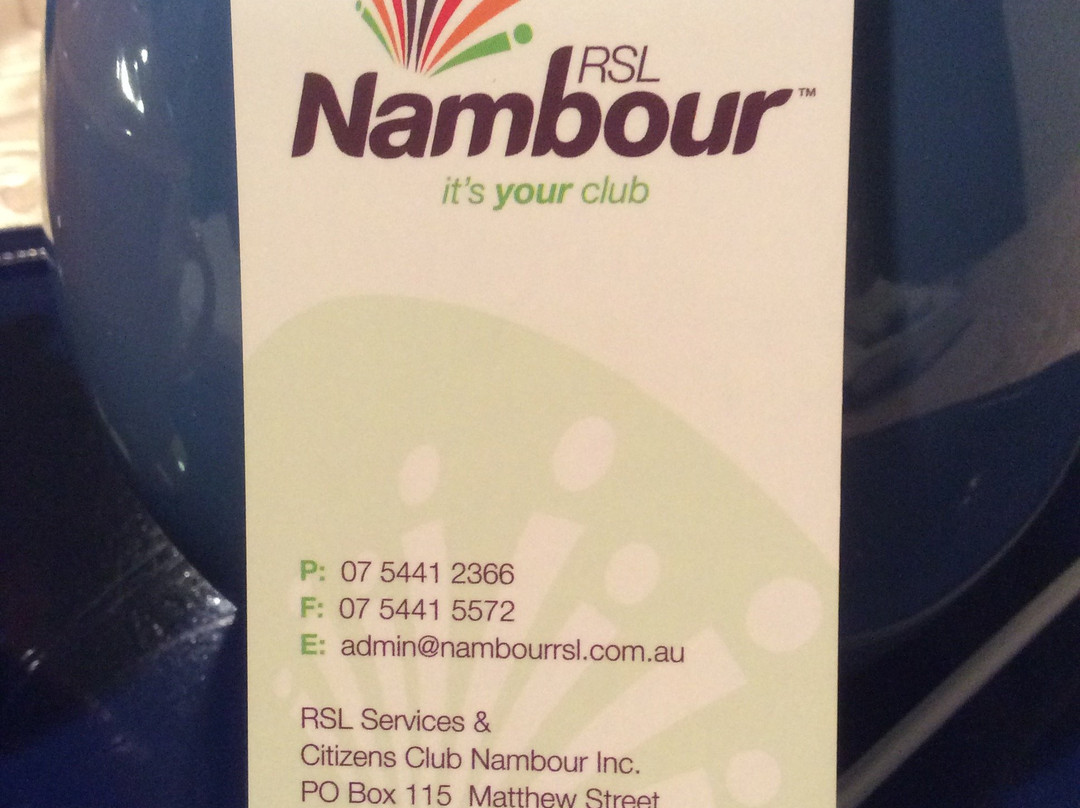 RSL
Nambour™
it's your club
P: 07 5441 2366
F: 07 5441 5572
E: admin@nambourrsl.com.au
RSL Services &
Citizens Club Nambour Inc.
PO Box 115 Matthew Street